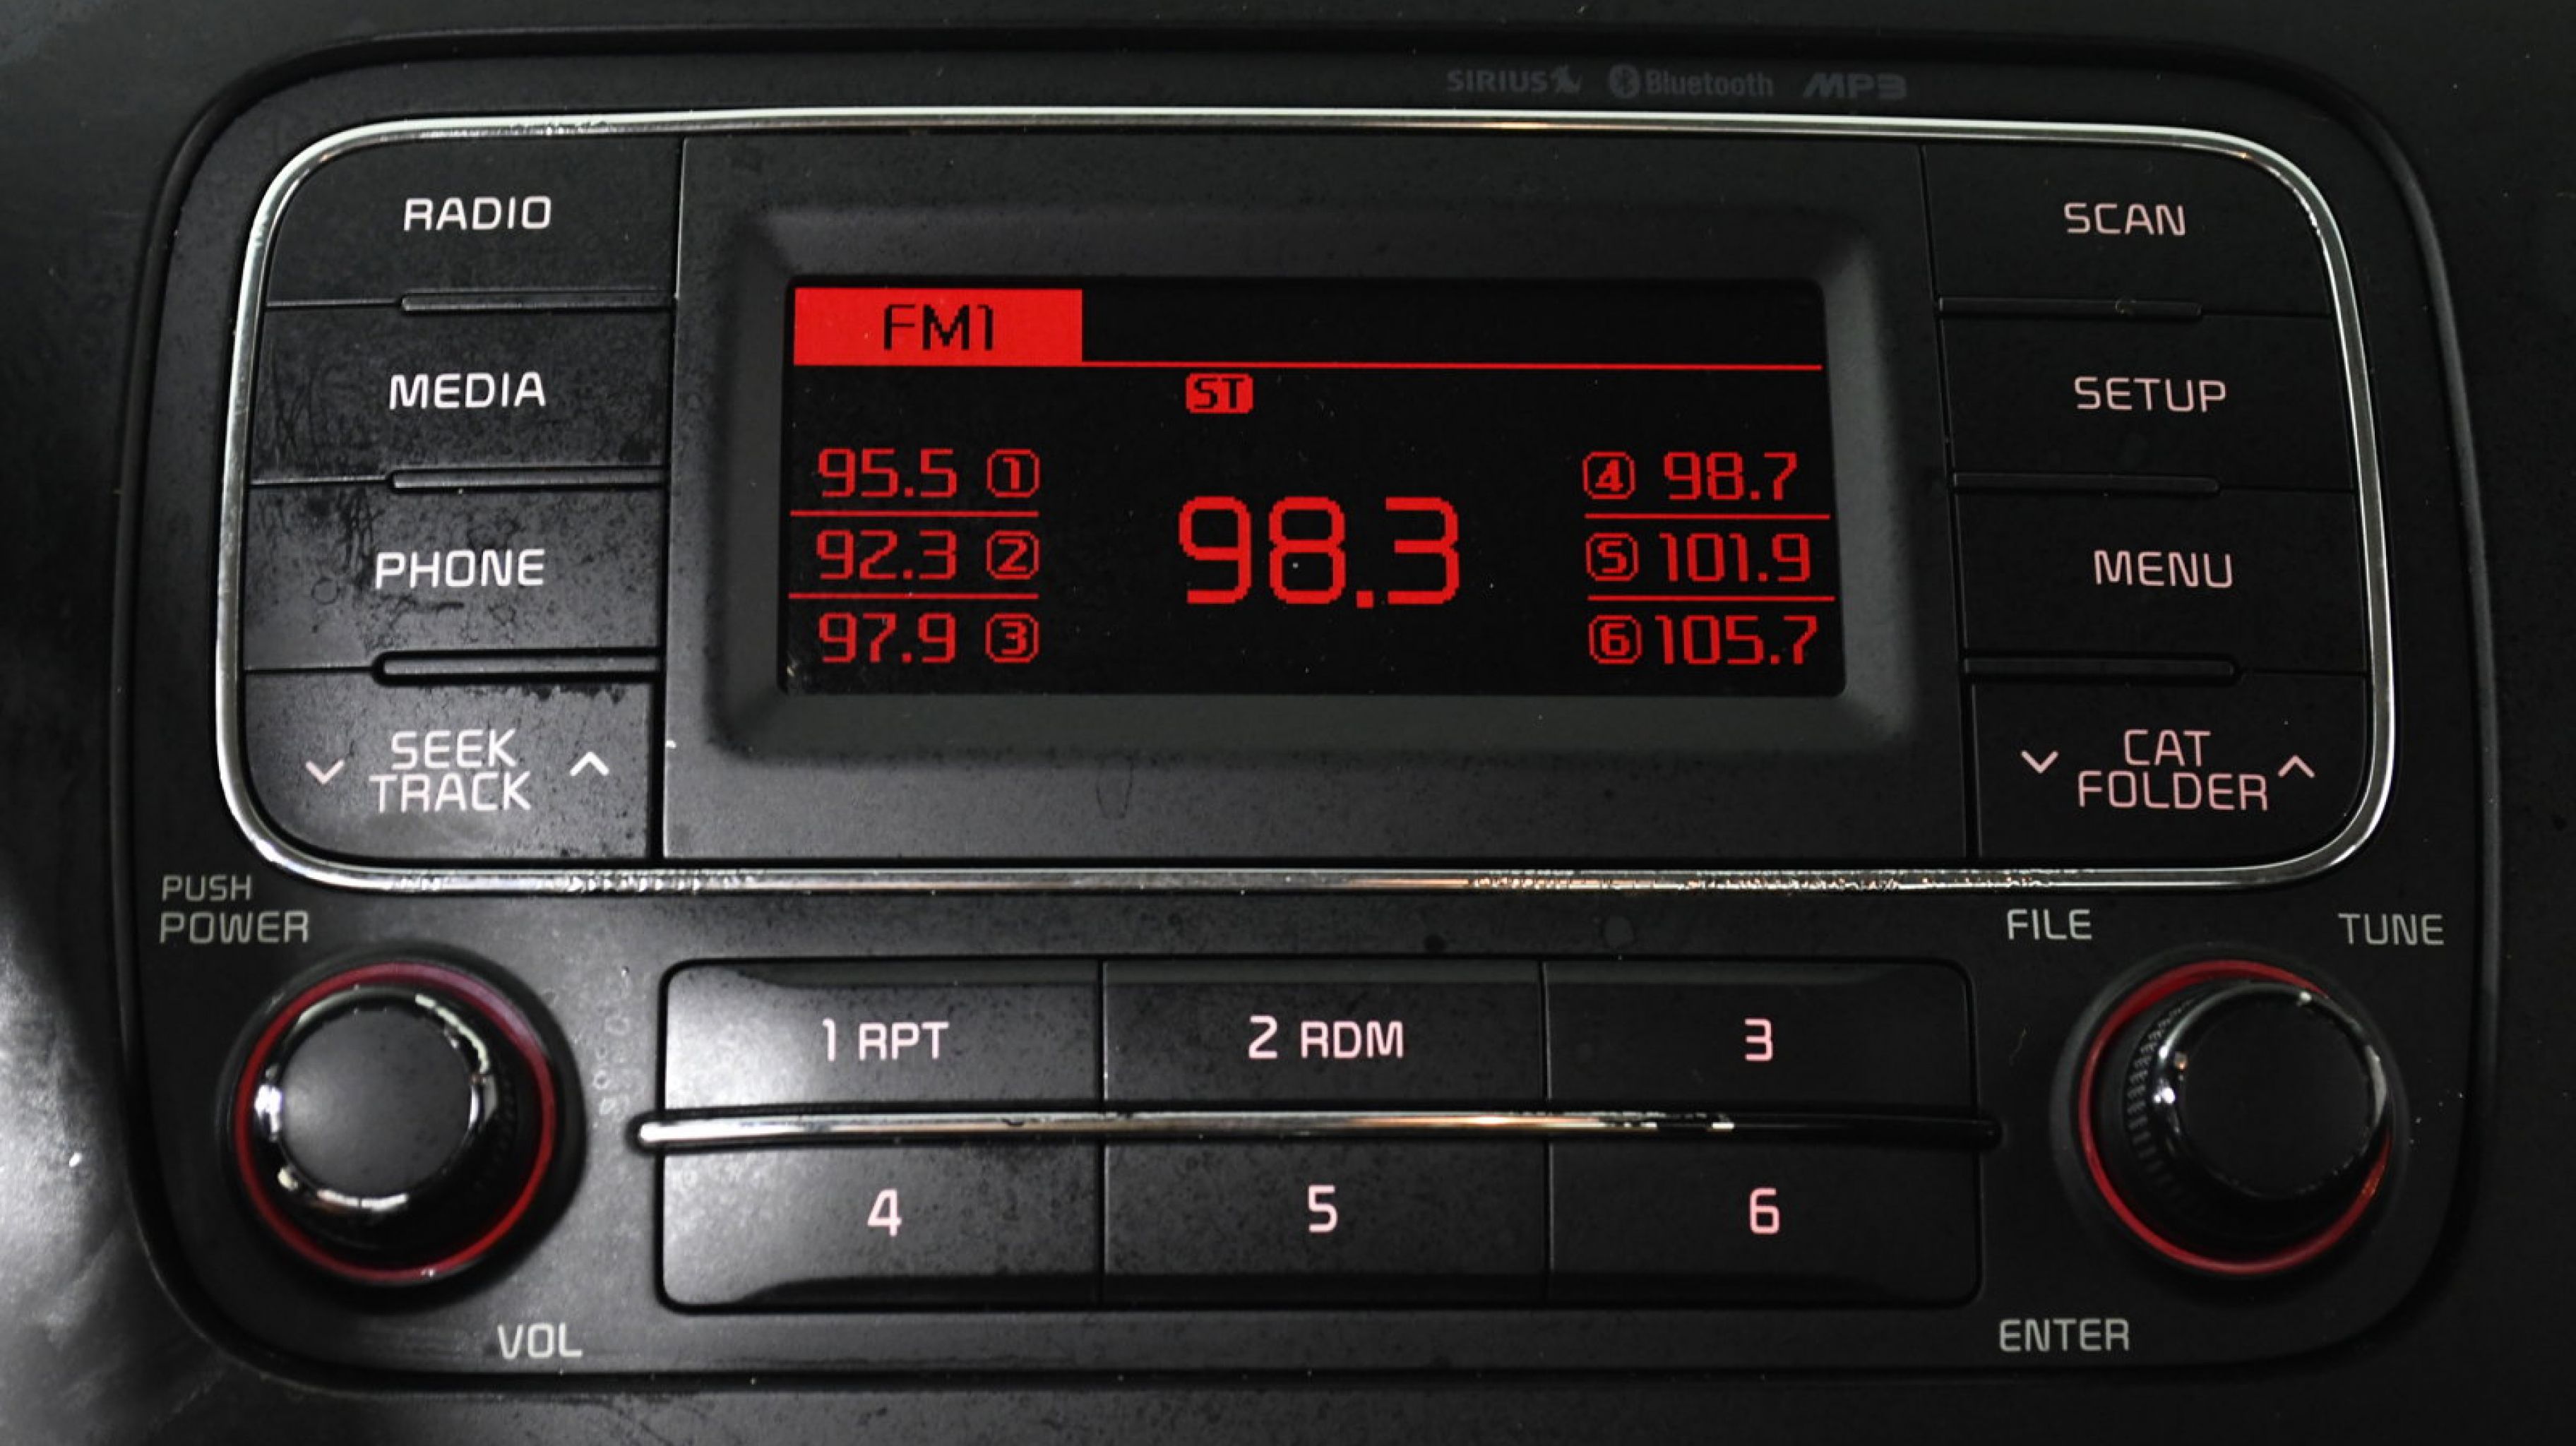 SIRIUS Bluetooth MP3
RADIO
MEDIA
PHONE
SEEK
TRACK
FM1
ST
95.5 1
92.3 2
97.9 3
98.3
4 98.7
5 101.9
6 105.7
SCAN
SETUP
MENU
CAT
FOLDER
PUSH
POWER
VOL
1 RPT
2 RDM
3
4
5
6
FILE
TUNE
ENTER